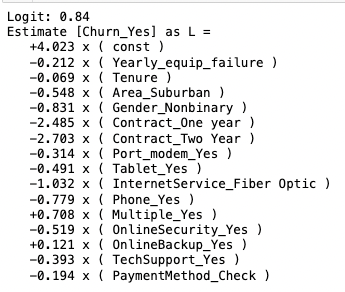 Logit: 0.84
Estimate [Churn_Yes] as L =
+4.023 x ( const )
−0.212 x ( Yearly_equip_failure )
−0.069 x ( Tenure )
−0.548 x ( Area_Suburban )
−0.831 x ( Gender_Nonbinary )
−2.485 x ( Contract_One year )
−2.703 x ( Contract_Two Year )
−0.314 x ( Port_modem_Yes )
−0.491 x ( Tablet_Yes )
−1.032 x ( InternetService_Fiber Optic )
−0.779 x ( Phone_Yes )
+0.708 x ( Multiple_Yes )
−0.519 x ( OnlineSecurity_Yes )
+0.121 x ( OnlineBackup_Yes )
−0.393 x ( TechSupport_Yes )
−0.194 x ( PaymentMethod_Check )